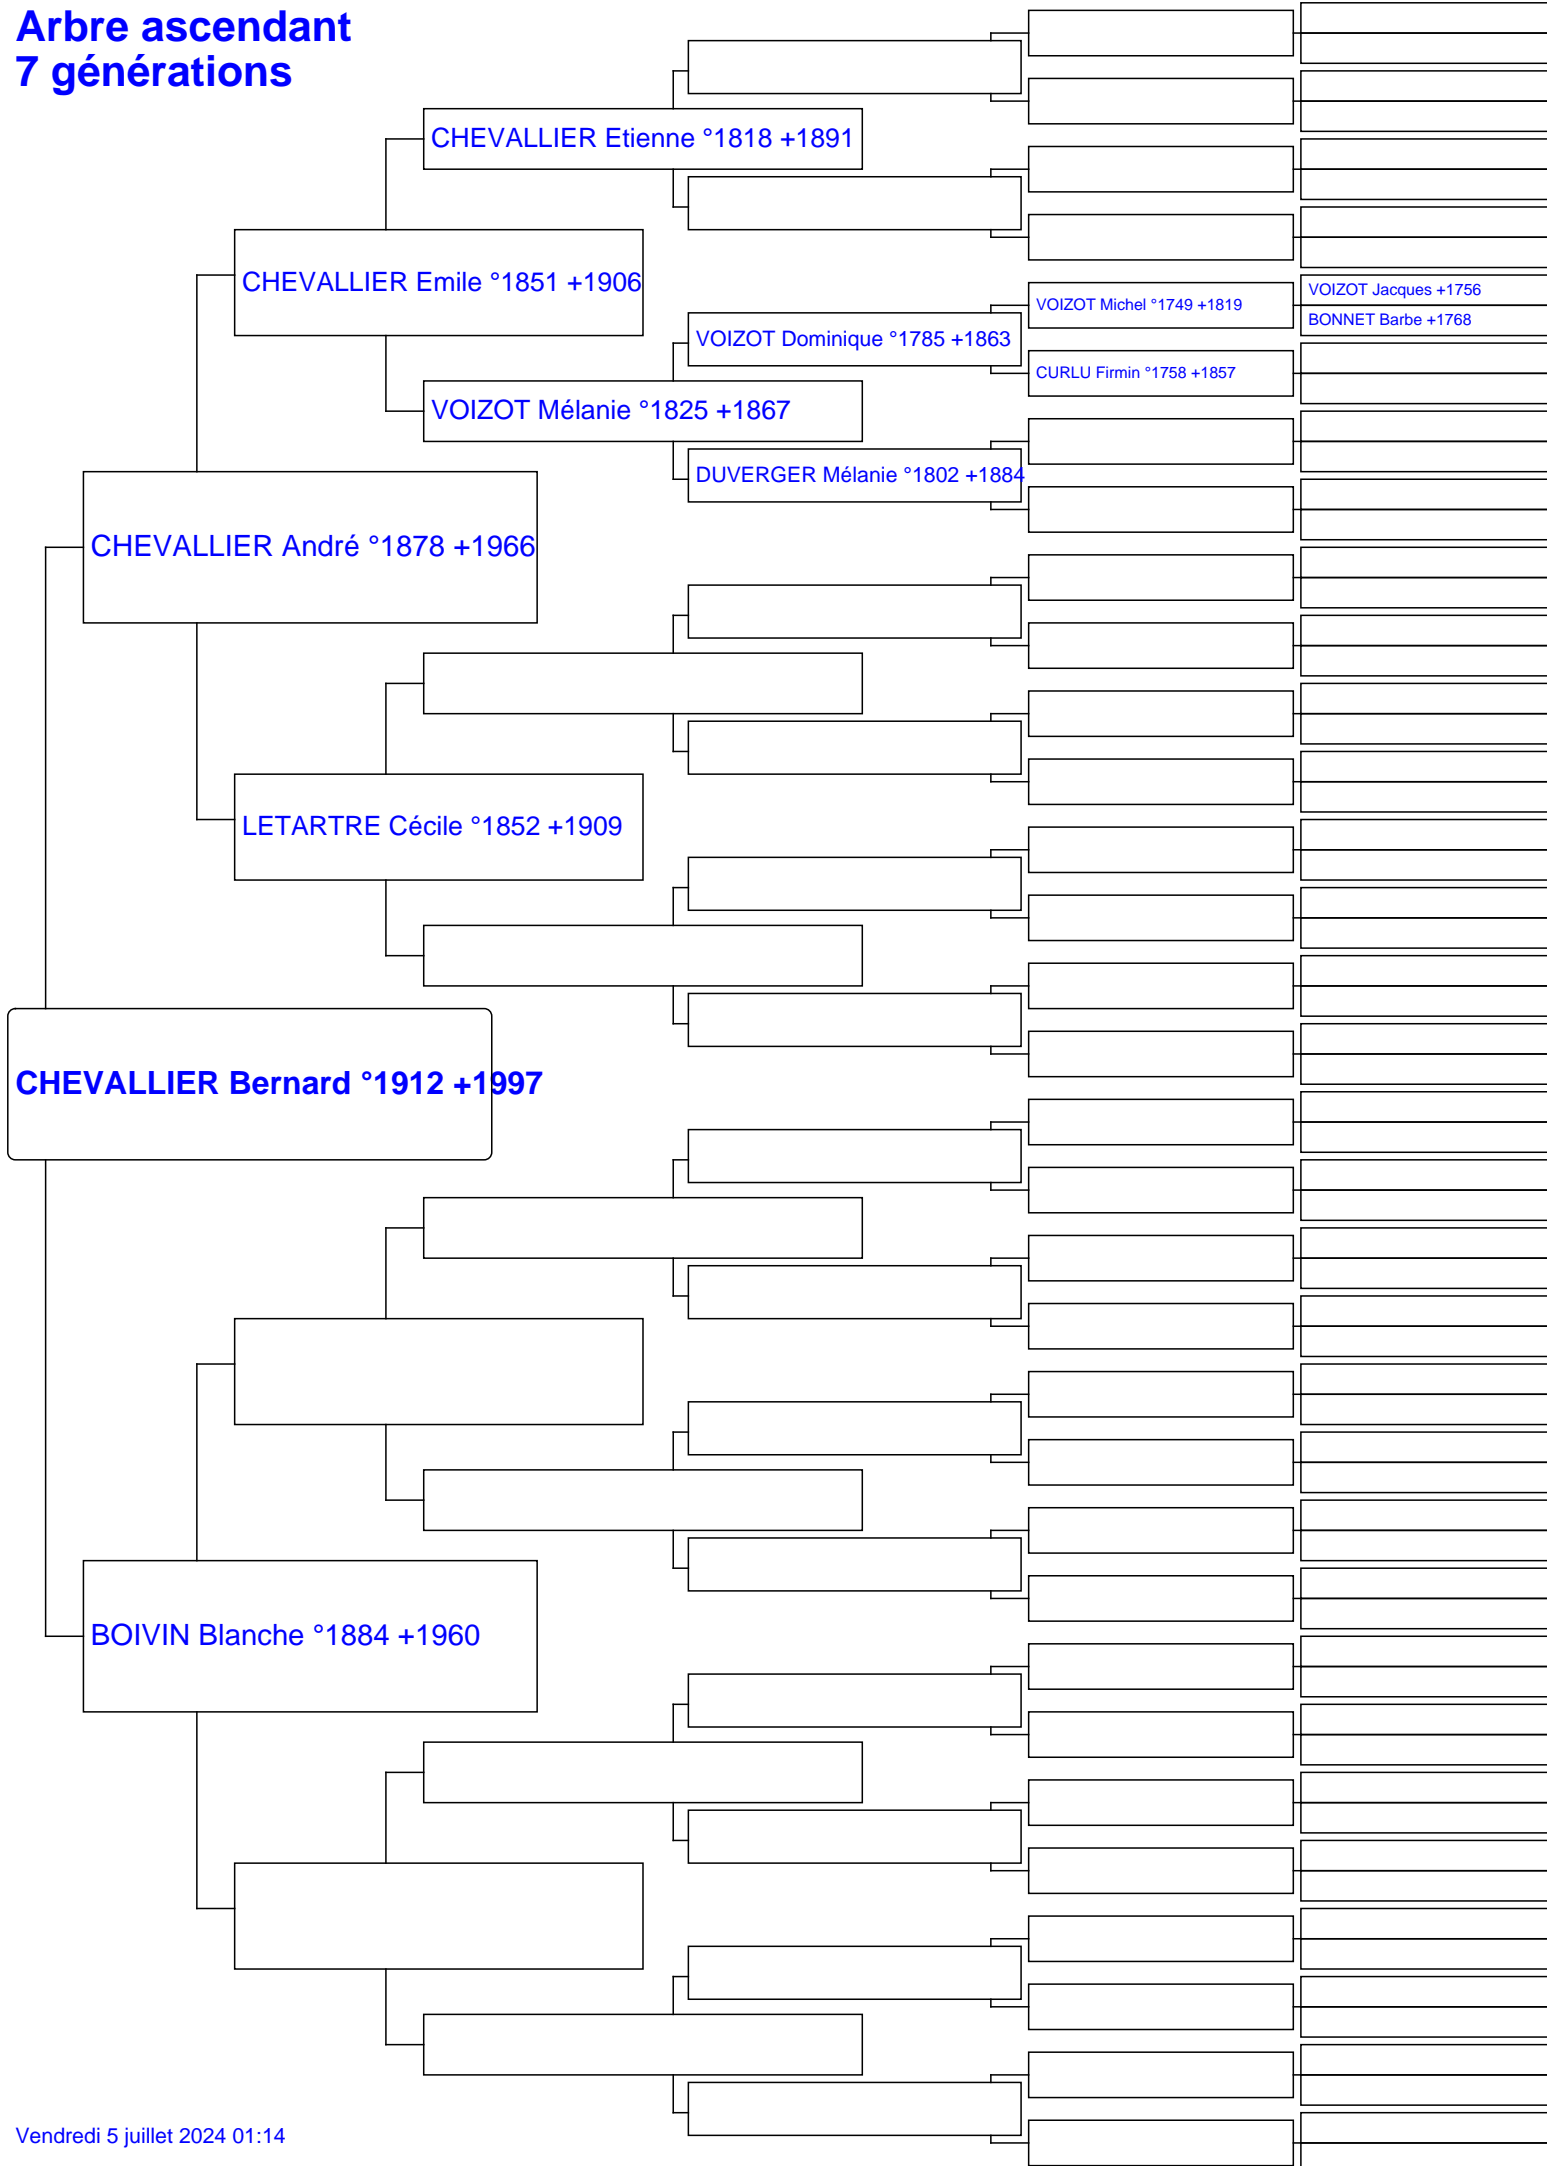 Arbre ascendant
7 générations
CHEVALLIER Etienne °1818 +1891
CHEVALLIER Emile °1851 +1906
VOIZOT Jacques +1756
VOIZOT Michel °1749 +1819
BONNET Barbe +1768
VOIZOT Dominique °1785 +1863
CURLU Firmin °1758 +1857
VOIZOT Mélanie °1825 +1867
DUVERGER Mélanie °1802 +1884
CHEVALLIER André °1878 +1966
LETARTRE Cécile °1852 +1909
CHEVALLIER Bernard °1912 +1997
BOIVIN Blanche °1884 +1960
Vendredi 5 juillet 2024 01:14